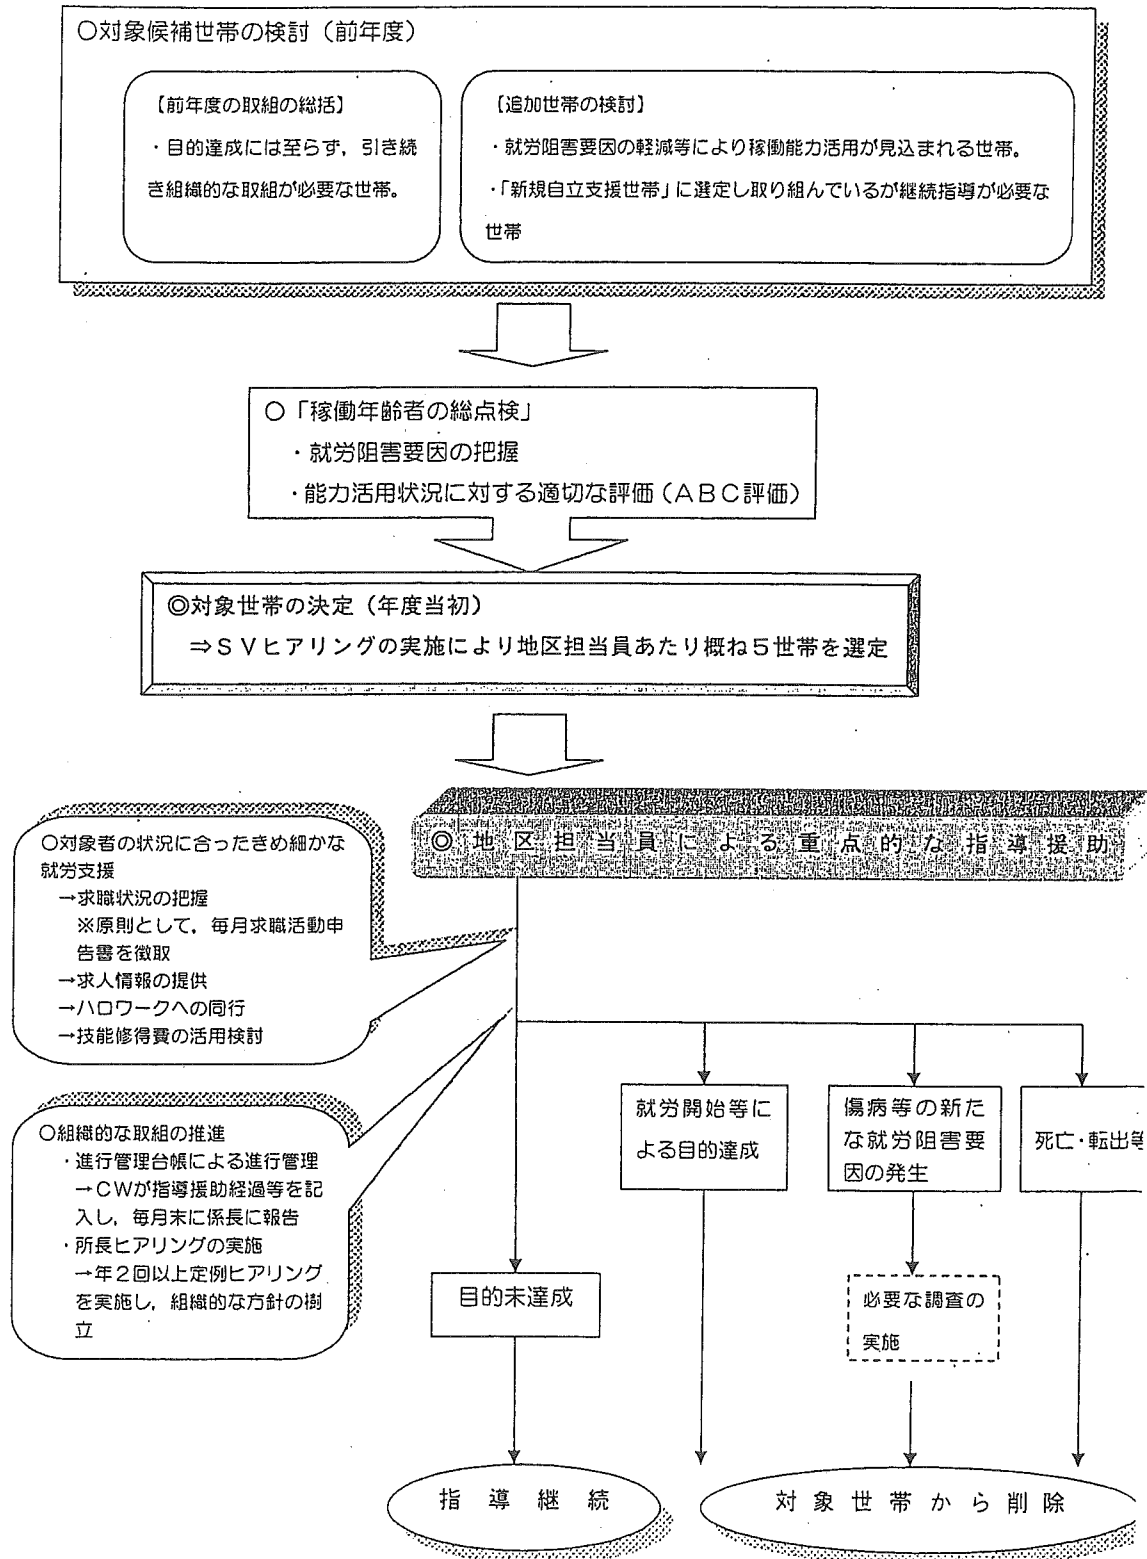 ○対象候補世帯の検討（前年度）
【前年度の取組の総括】
・目的達成には至らず，引き続
き組織的な取組が必要な世帯。
【追加世帯の検討】
・就労阻害要因の軽減等により稼働能力活用が見込まれる世帯。
・「新規自立支援世帯」に選定し取り組んでいるが継続指導が必要な
世帯
○「稼働年齢者の総点検」
・就労阻害要因の把握
・能力活用状況に対する適切な評価（ＡＢＣ評価）
◎対象世帯の決定（年度当初）
⇒ＳＶヒアリングの実施により地区担当員あたり概ね５世帯を選定
◎地区担当員による重点的な指導援助
○対象者の状況に合ったきめ細かな
就労支援
→求職状況の把握
※原則として，毎月求職活動申
告書を徴取
→求人情報の提供
→ハロワークへの同行
→技能修得費の活用検討
○組織的な取組の推進
・進行管理台帳による進行管理
→ＣＷが指導援助経過等を記
入し，毎月末に係長に報告
・所長ヒアリングの実施
→年２回以上定例ヒアリング
を実施し，組織的な方針の樹
立
就労開始等に
よる目的達成
傷病等の新た
な就労阻害要
因の発生
死亡・転出等
目的未達成
必要な調査の
実施
指導継続
対象世帯から削除